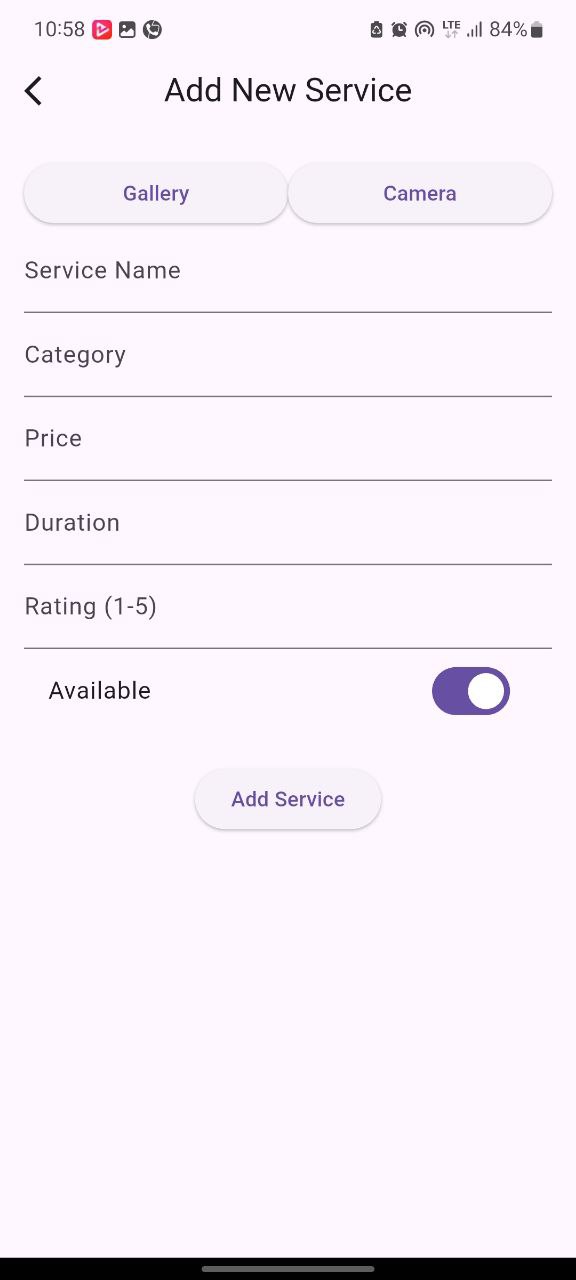 10:58 LTE 84%
Add New Service
Gallery Camera
Service Name
Category
Price
Duration
Rating (1-5)
Available
Add Service